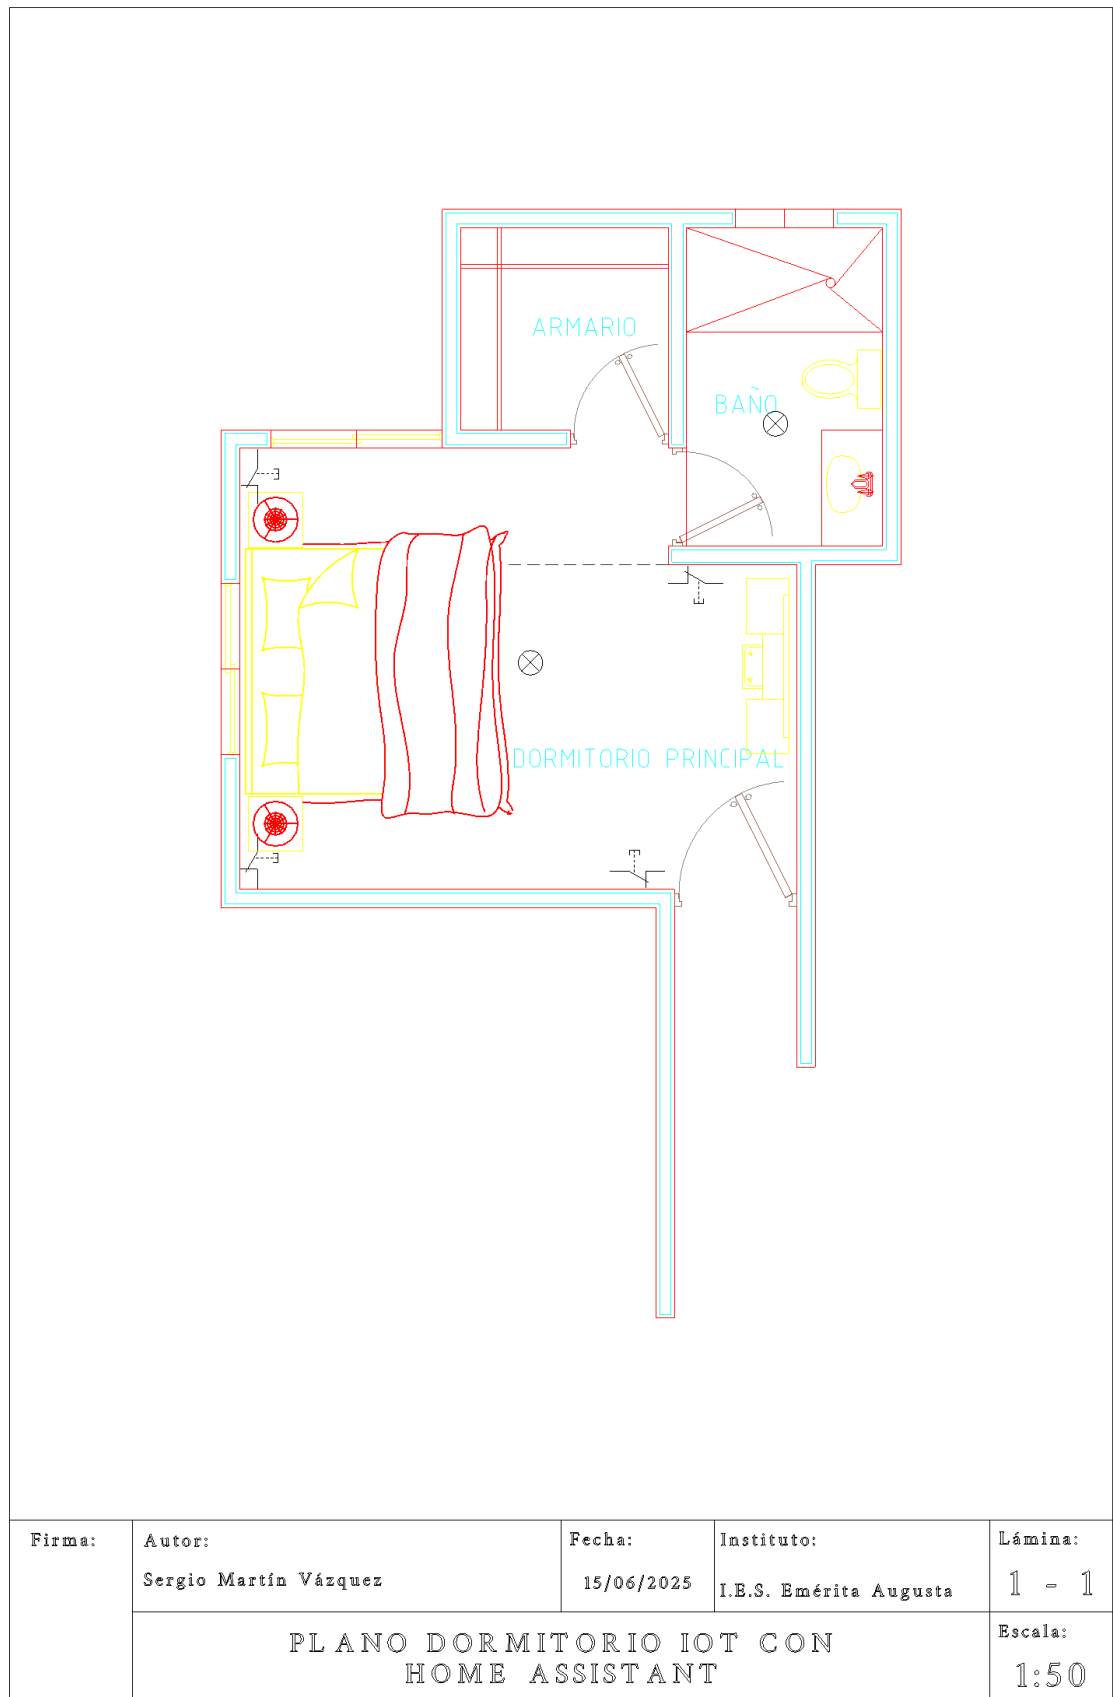 ARMARIO
BAÑO
DORMITORIO PRINCIPAL
Firma:
Autor:
Sergio Martín Vázquez
Fecha:
15/06/2025
Instituto:
I.E.S. Emérita Augusta
Lámina:
1 - 1
PLANO DORMITORIO IOT CON
HOME ASSISTANT
Escala:
1:50